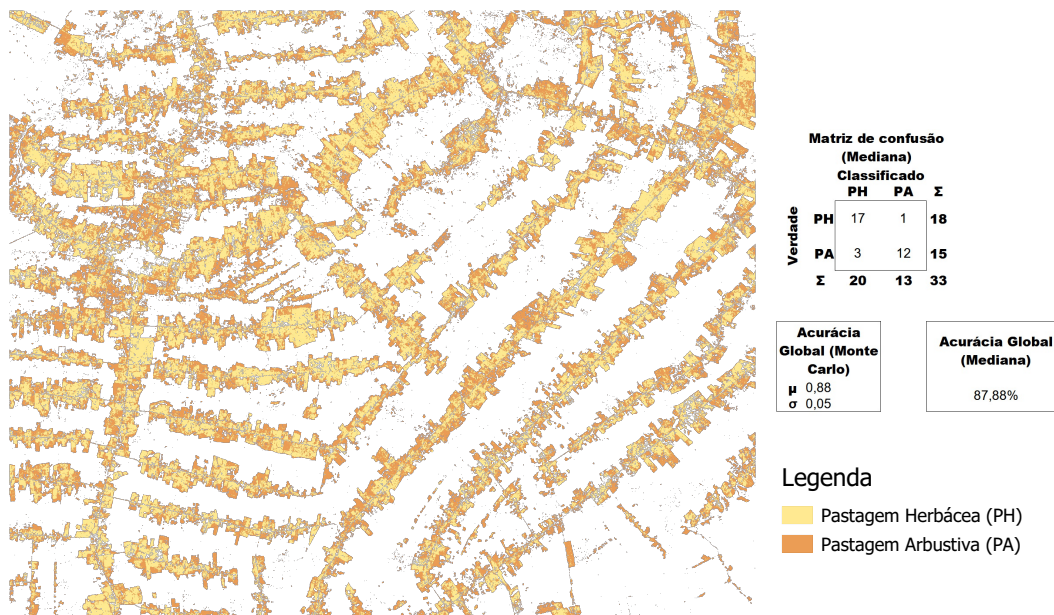 Matriz de confusão
(Mediana)
Classificado
PH PA Σ
Verdade
PH 17 1 18
PA 3 12 15
Σ 20 13 33
Acurácia
Global (Monte
Carlo)
μ 0,88
σ 0,05
Acurácia Global
(Mediana)
87,88%
Legenda
Pastagem Herbácea (PH)
Pastagem Arbustiva (PA)